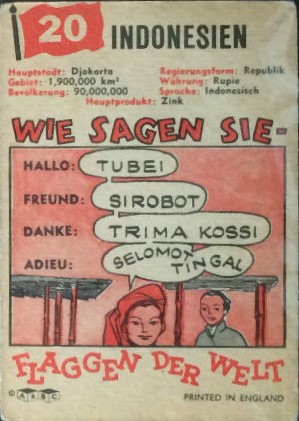 20 INDONESIEN
Hauptstadt: Djakarta
Gebiet: 1,900,000 km²
Bevölkerung: 90,000,000
Regierungsform: Republik
Währung: Rupie
Sprache: Indonesisch
Hauptprodukt: Zink
WIE SAGEN SIE-
HALLO: TUBEI
FREUND: SIROBOT
DANKE: TRIMA KOSSI
ADIEU: SELOMOT TINGAL
FLAGGEN DER WELT
© A&BC
PRINTED IN ENGLAND